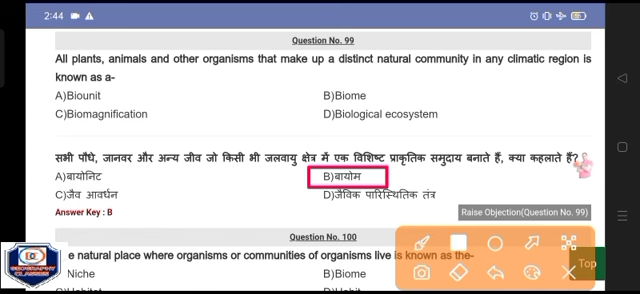 2:44
Question No. 99
All plants, animals and other organisms that make up a distinct natural community in any climatic region is
known as a-
A)Biounit B)Biome
C)Biomagnification D)Biological ecosystem
सभी पौधे, जानवर और अन्य जीव जो किसी भी जलवायु क्षेत्र में एक विशिष्ट प्राकृतिक समुदाय बनाते हैं, क्या कहलाते हैं?
A)बायोनिट B)बायोम
C)जैव आवर्धन D)जैविक पारिस्थितिक तंत्र
Answer Key : B Raise Objection(Question No. 99)
Question No. 100
e natural place where organisms or communities of organisms live is known as the-
Niche B)Biome
Top
GEOGRAPHY
CLASSES